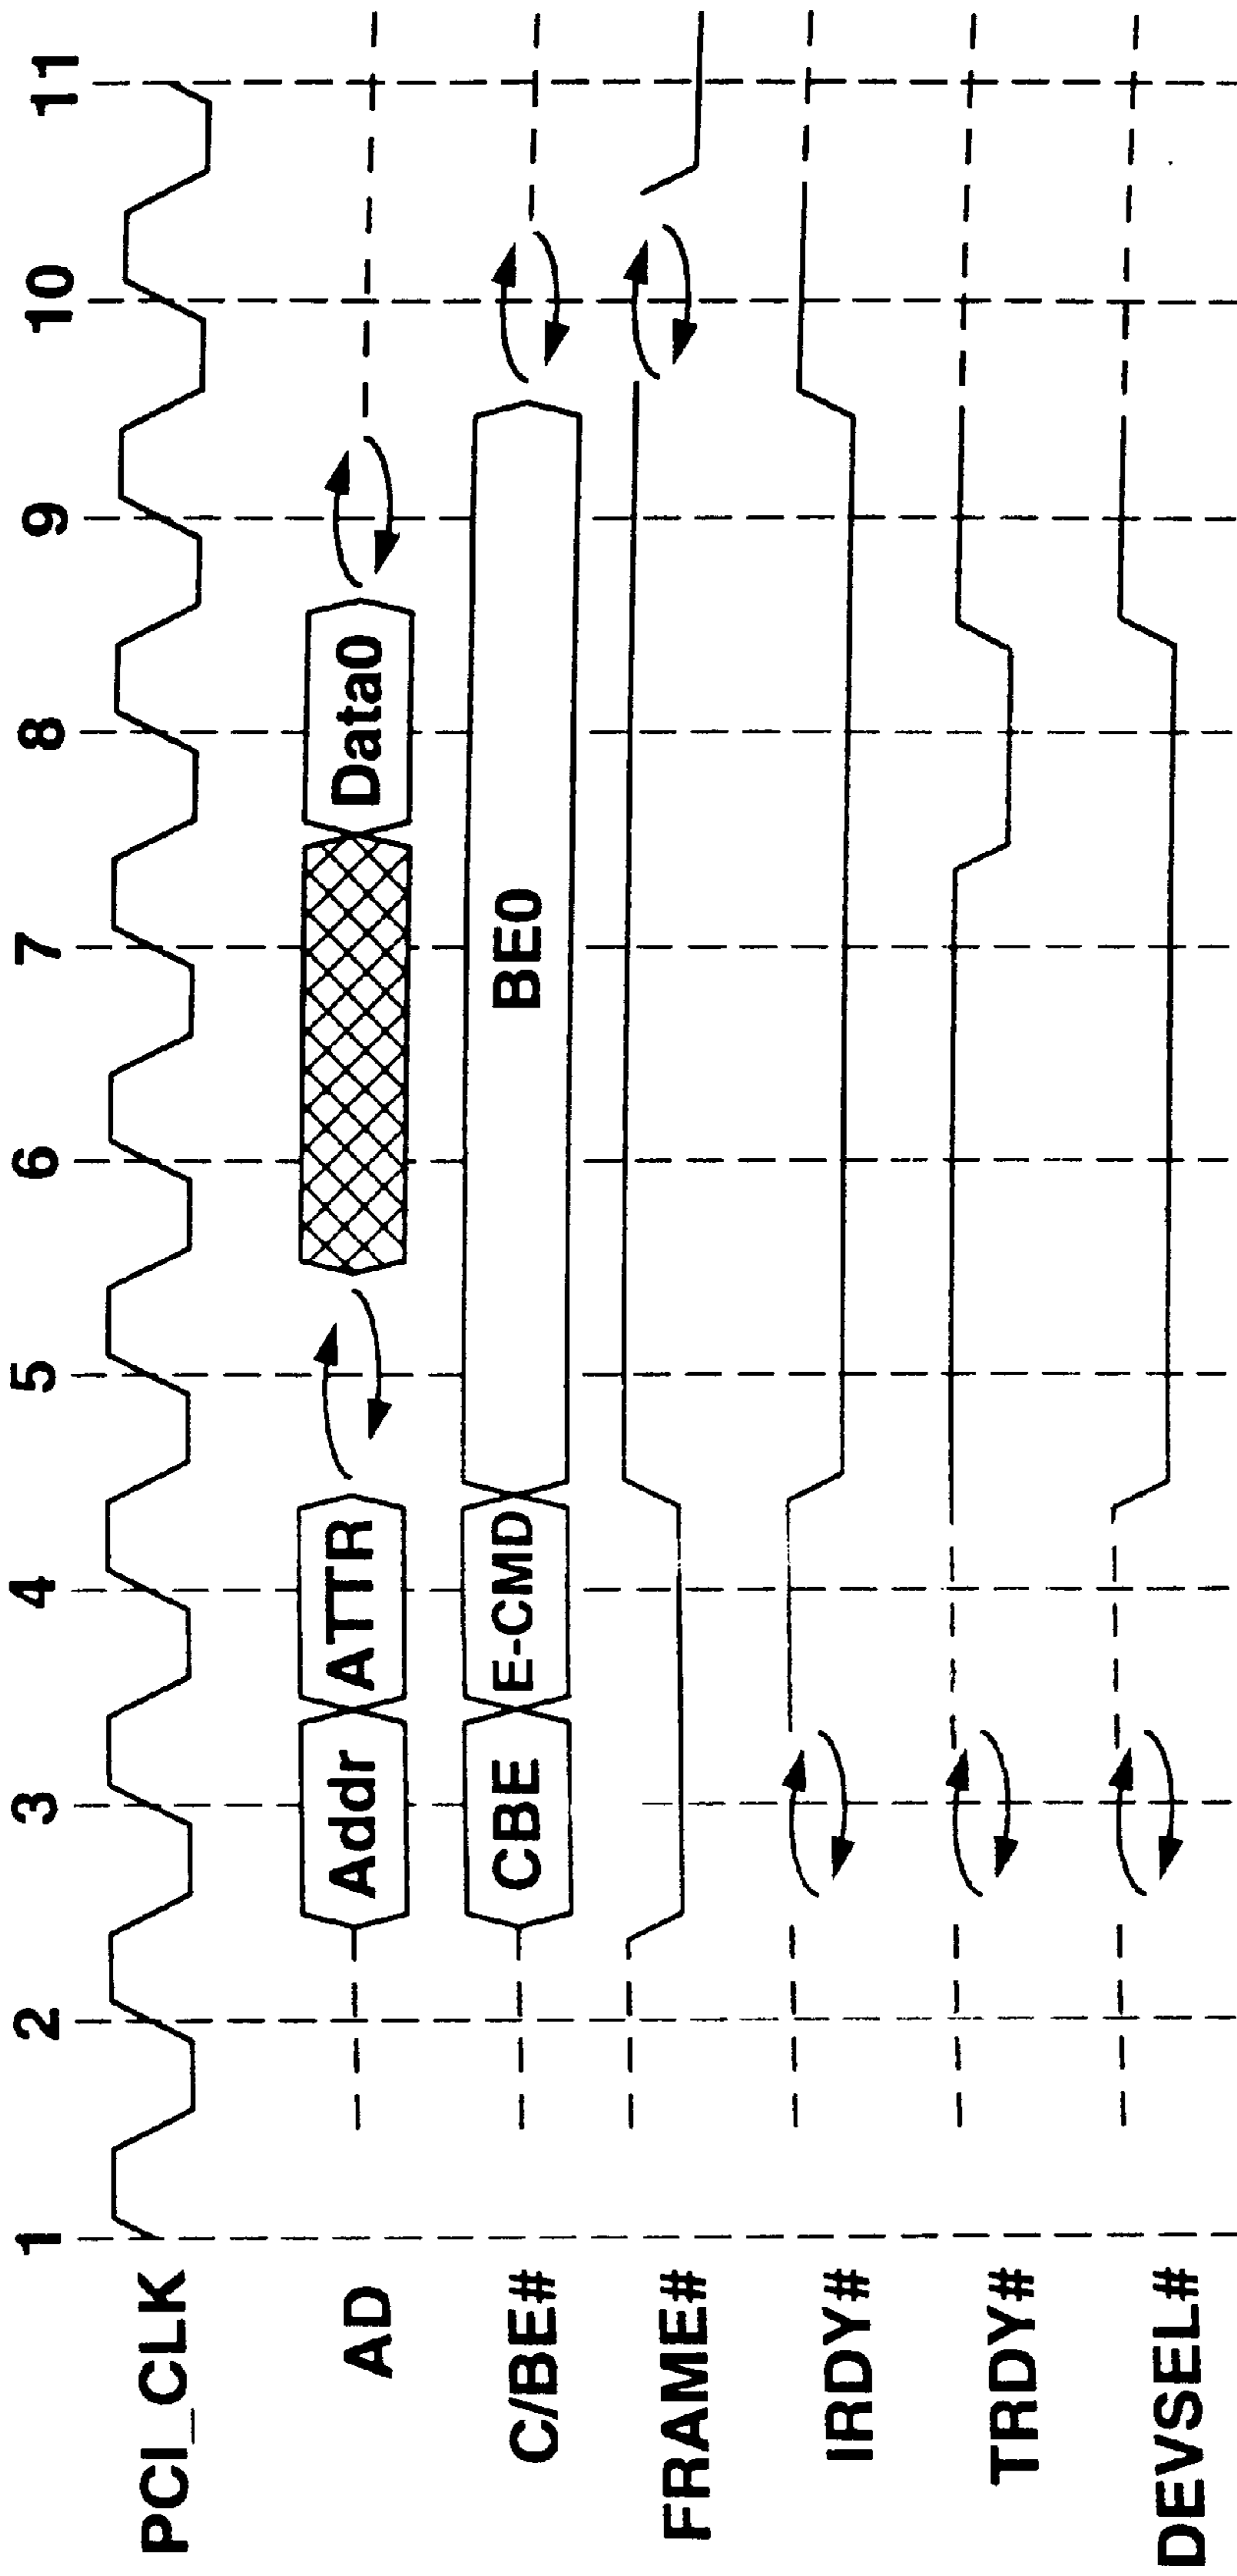 1 2 3 4 5 6 7 8 9 10 11
PCI_CLK
AD Addr ATTR Data0
C/BE# CBE E-CMD BE0
FRAME#
IRDY#
TRDY#
DEVSEL#